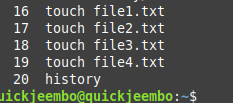 16 touch file1.txt
17 touch file2.txt
18 touch file3.txt
19 touch file4.txt
20 history
uickjeembo@quickjeembo:~$